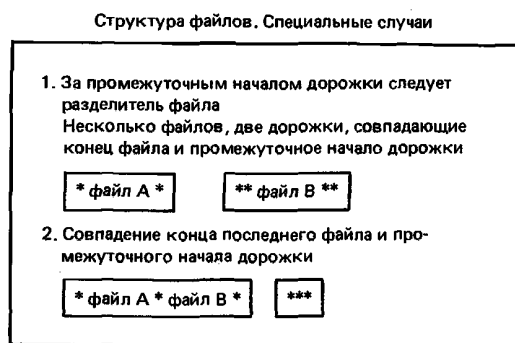 Структура файлов. Специальные случаи
1. За промежуточным началом дорожки следует
разделитель файла
Несколько файлов, две дорожки, совпадающие
конец файла и промежуточное начало дорожки
* файл А * ** файл В **
2. Совпадение конца последнего файла и про-
межуточного начала дорожки
* файл А * файл В * ***